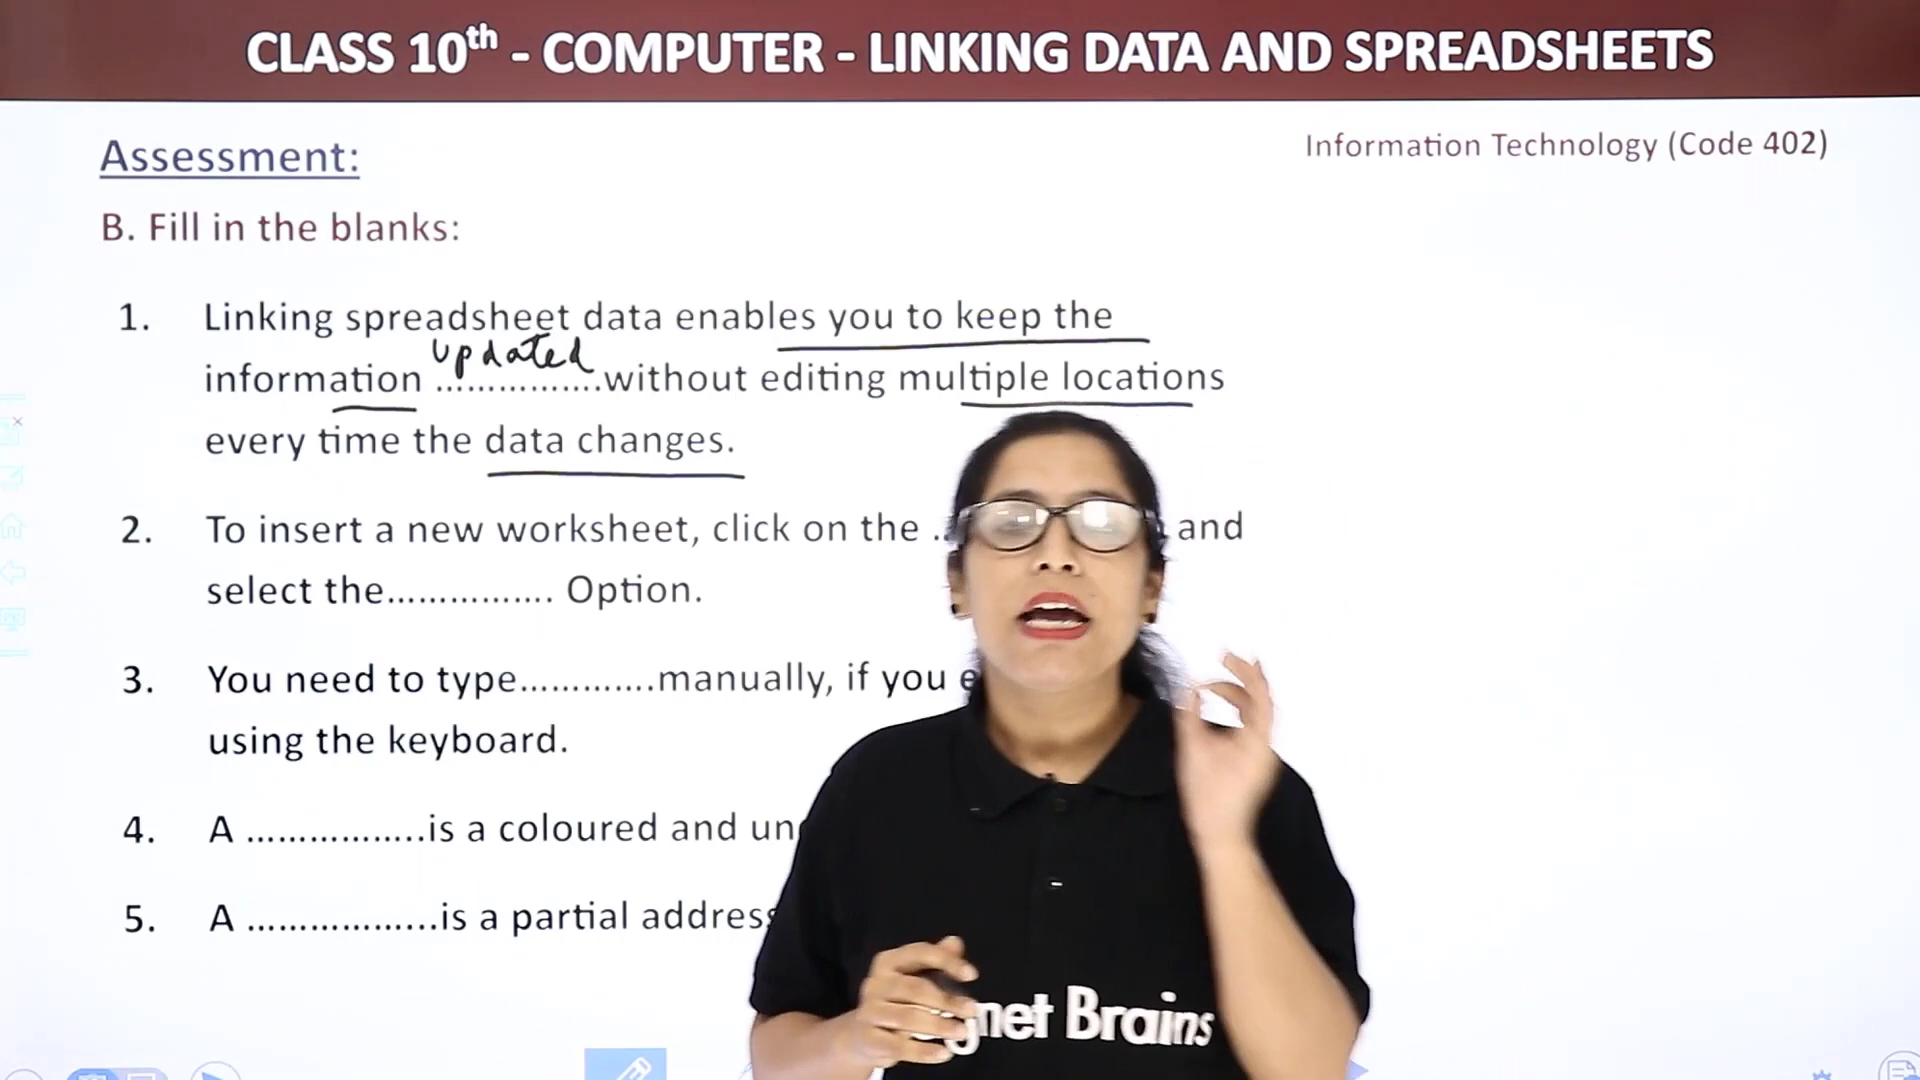 CLASS 10th - COMPUTER - LINKING DATA AND SPREADSHEETS
Assessment:
Information Technology (Code 402)
B. Fill in the blanks:
1. Linking spreadsheet data enables you to keep the
updated
information ................without editing multiple locations
every time the data changes.
2. To insert a new worksheet, click on the .. and
select the................ Option.
3. You need to type.............manually, if you
using the keyboard.
4. A .................is a coloured and
5. A ..................is a partial
net Brains